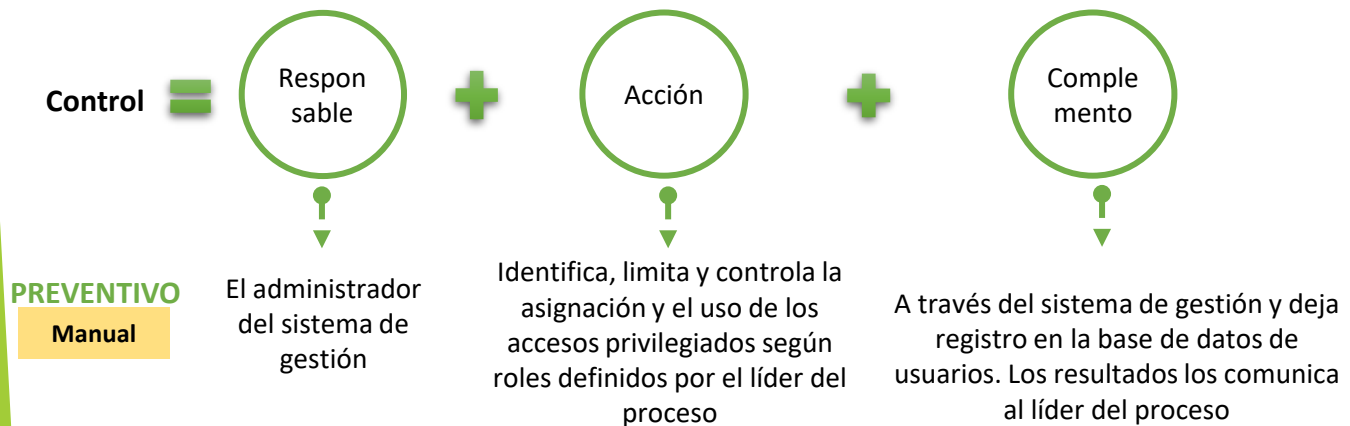 Control
Respon
sable
Acción
Comple
mento
PREVENTIVO
Manual
El administrador
del sistema de
gestión
Identifica, limita y controla la
asignación y el uso de los
accesos privilegiados según
roles definidos por el líder del
proceso
A través del sistema de gestión y deja
registro en la base de datos de
usuarios. Los resultados los comunica
al líder del proceso